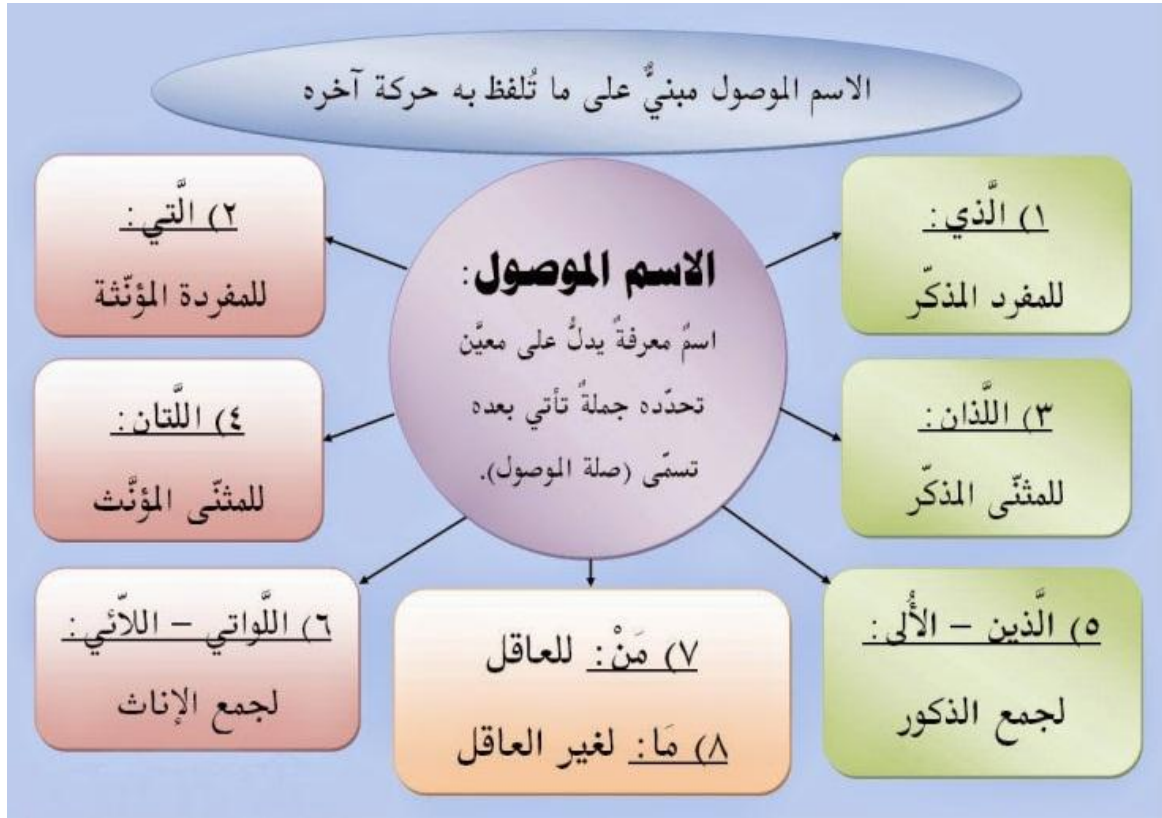 الاسم الموصول مبنيٌّ على ما تُلفظ به حركة آخره
الاسم الموصول:
اسمٌ معرفةٌ يدلُّ على معيَّن
تحدّده جملةٌ تأتي بعده
تسمّى (صلة الموصول).
١) الَّذي:
للمفرد المذكّر
٢) الَّتي:
للمفردة المؤنّثة
٣) اللَّذان:
للمثنّى المذكّر
٤) اللَّتان:
للمثنّى المؤنَّث
٥) الَّذين – الأُلى:
لجمع الذكور
٦) اللَّواتي – اللاّئي:
لجمع الإناث
٧) مَنْ: للعاقل
٨) مَا: لغير العاقل